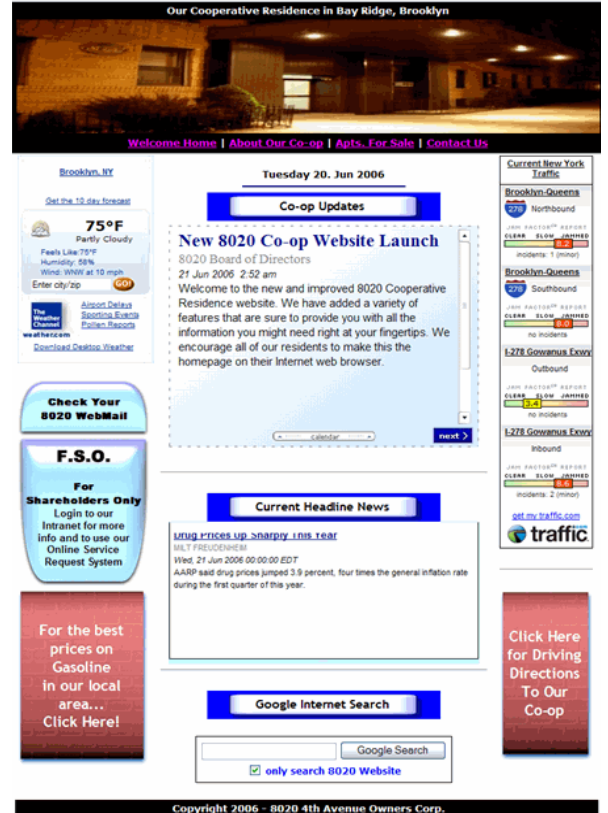 Our Cooperative Residence in Bay Ridge, Brooklyn
Welcome Home | About Our Co-op | Apts. For Sale | Contact Us
Brooklyn, NY
Get the 10 day forecast
75°F
Partly Cloudy
Feels Like:75°F
Humidity: 58%
Wind: WNW at 10 mph
Enter city/zip
GO!
The
Weather
Channel
weather.com
Airport Delays
Sporting Events
Pollen Reports
Download Desktop Weather
Check Your
8020 WebMail
F.S.O.
For
Shareholders Only
Login to our
Intranet for more
info and to use our
Online Service
Request System
For the best
prices on
Gasoline
in our local
area...
Click Here!
Tuesday 20. Jun 2006
Co-op Updates
New 8020 Co-op Website Launch
8020 Board of Directors
21 Jun 2006 2:52 am
Welcome to the new and improved 8020 Cooperative
Residence website. We have added a variety of
features that are sure to provide you with all the
information you might need right at your fingertips. We
encourage all of our residents to make this the
homepage on their Internet web browser.
calendar
next >
Current Headline News
Drug Prices Up Sharply This Year
MILT FREUDENHEIM
Wed, 21 Jun 2006 00:00:00 EDT
AARP said drug prices jumped 3.9 percent, four times the general inflation rate
during the first quarter of this year.
Google Internet Search
Google Search
only search 8020 Website
Current New York
Traffic
Brooklyn-Queens
278 Northbound
JAM FACTOR℠ REPORT
CLEAR SLOW JAMMED
8.2
incidents: 1 (minor)
Brooklyn-Queens
278 Southbound
JAM FACTOR℠ REPORT
CLEAR SLOW JAMMED
8.0
no incidents
I-278 Gowanus Exwy
Outbound
JAM FACTOR℠ REPORT
CLEAR SLOW JAMMED
3.4
no incidents
I-278 Gowanus Exwy
Inbound
JAM FACTOR℠ REPORT
CLEAR SLOW JAMMED
8.6
incidents: 2 (minor)
get my traffic.com
traffic
Click Here
for Driving
Directions
To Our
Co-op
Copyright 2006 - 8020 4th Avenue Owners Corp.